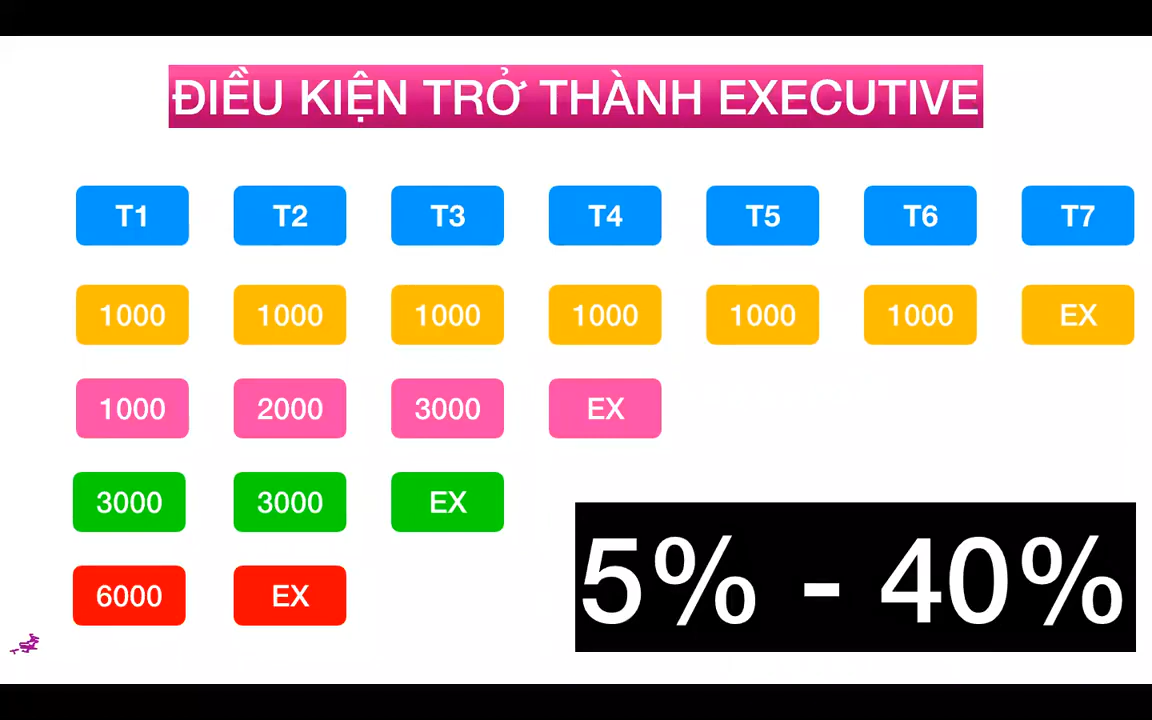 ĐIỀU KIỆN TRỞ THÀNH EXECUTIVE
T1 T2 T3 T4 T5 T6 T7
1000 1000 1000 1000 1000 1000 EX
1000 2000 3000 EX
3000 3000 EX
6000 EX
5% - 40%